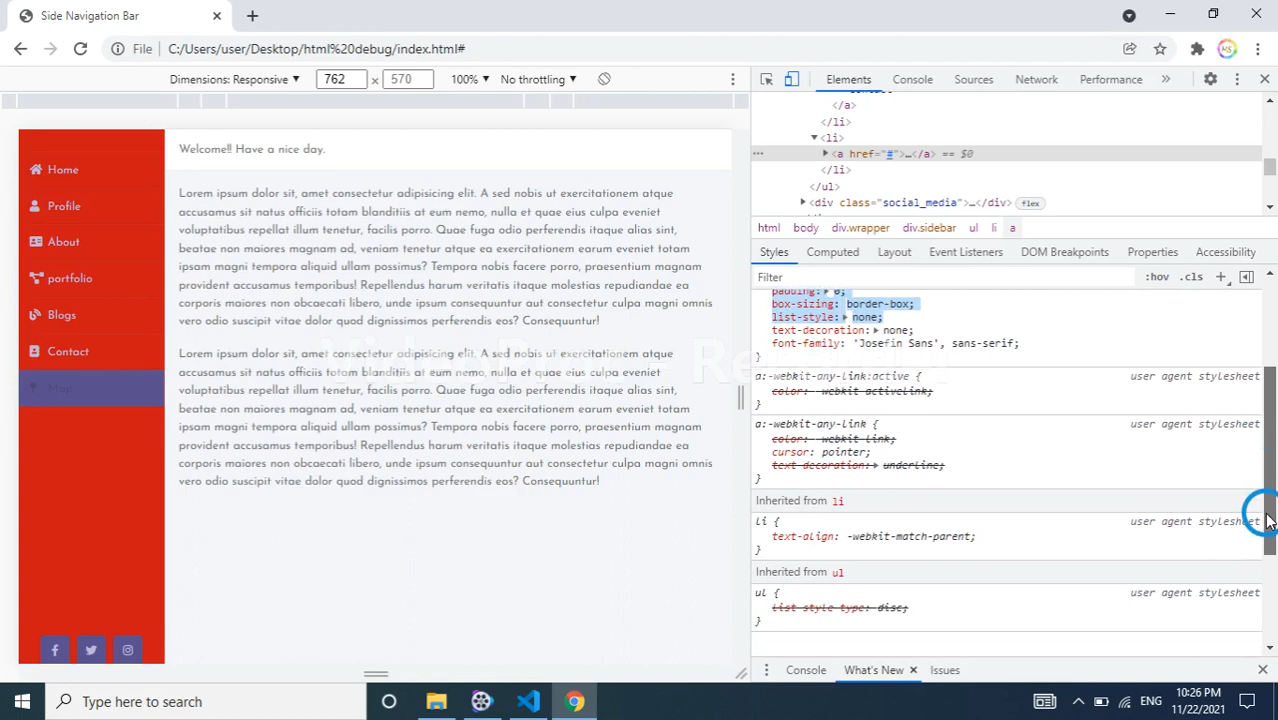 Side Navigation Bar
File C:/Users/user/Desktop/html%20debug/index.html#
Dimensions: Responsive 762 × 570 100% No throttling
Elements Console Sources Network Performance
</a>
</li>
<li>
<a href="#">…</a> == $0
</li>
</ul>
<div class="social_media">…</div> flex
html body div.wrapper div.sidebar ul li a
Styles Computed Layout Event Listeners DOM Breakpoints Properties Accessibility
Filter :hov .cls
padding: 0;
box-sizing: border-box;
list-style: none;
text-decoration: none;
font-family: 'Josefin Sans', sans-serif;
}
a:-webkit-any-link:active { user agent stylesheet
color: -webkit-activelink;
}
a:-webkit-any-link { user agent stylesheet
color: -webkit-link;
cursor: pointer;
text-decoration: underline;
}
Inherited from li
li { user agent stylesheet
text-align: -webkit-match-parent;
}
Inherited from ul
ul { user agent stylesheet
list-style-type: disc;
}
Console What's New Issues
Home
Profile
About
portfolio
Blogs
Contact
Welcome!! Have a nice day.
Lorem ipsum dolor sit, amet consectetur adipisicing elit. A sed nobis ut exercitationem atque
accusamus sit natus officiis totam blanditiis at eum nemo, nulla et quae eius culpa eveniet
voluptatibus repellat illum tenetur, facilis porro. Quae fuga odio perferendis itaque alias sint,
beatae non maiores magnam ad, veniam tenetur atque ea exercitationem earum eveniet totam
ipsam magni tempora aliquid ullam possimus? Tempora nobis facere porro, praesentium magnam
provident accusamus temporibus! Repellendus harum veritatis itaque molestias repudiandae ea
corporis maiores non obcaecati libero, unde ipsum consequuntur aut consectetur culpa magni omnis
vero odio suscipit vitae dolor quod dignissimos perferendis eos? Consequuntur!
Lorem ipsum dolor sit, amet consectetur adipisicing elit. A sed nobis ut exercitationem atque
accusamus sit natus officiis totam blanditiis at eum nemo, nulla et quae eius culpa eveniet
voluptatibus repellat illum tenetur, facilis porro. Quae fuga odio perferendis itaque alias sint,
beatae non maiores magnam ad, veniam tenetur atque ea exercitationem earum eveniet totam
ipsam magni tempora aliquid ullam possimus? Tempora nobis facere porro, praesentium magnam
provident accusamus temporibus! Repellendus harum veritatis itaque molestias repudiandae ea
corporis maiores non obcaecati libero, unde ipsum consequuntur aut consectetur culpa magni omnis
vero odio suscipit vitae dolor quod dignissimos perferendis eos? Consequuntur!
Type here to search
ENG
10:26 PM
11/22/2021